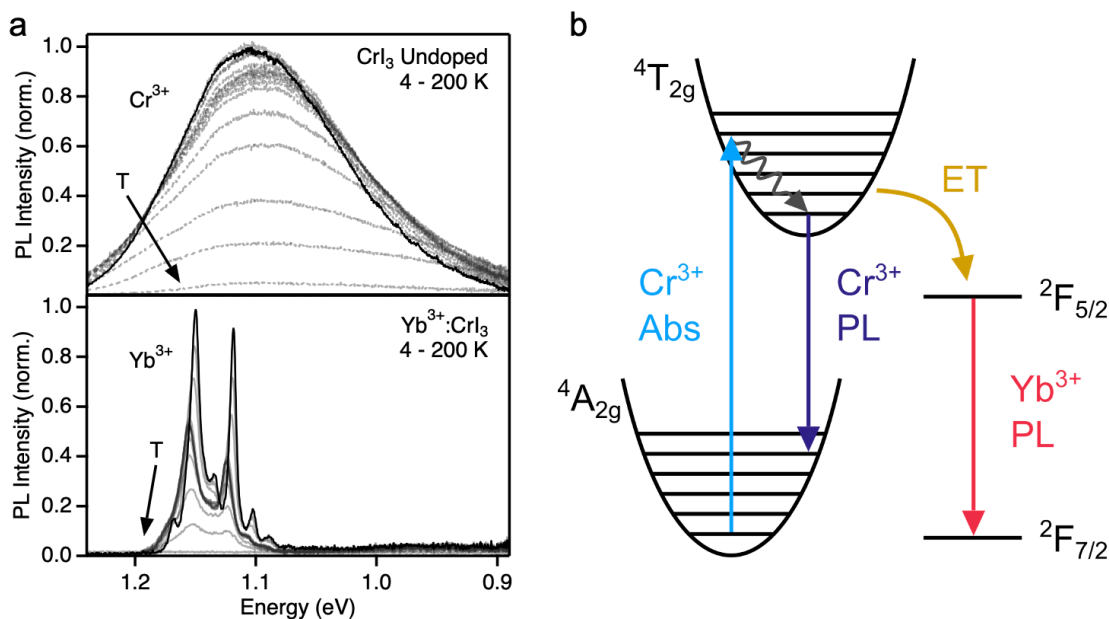 a
PL Intensity (norm.)
1.0
0.8
0.6
0.4
0.2
Cr³⁺
T
CrI₃ Undoped
4 - 200 K
PL Intensity (norm.)
1.0
0.8
0.6
0.4
0.2
0.0
Yb³⁺
T
Yb³⁺:CrI₃
4 - 200 K
1.2
1.1
1.0
0.9
Energy (eV)
b
⁴T₂g
ET
Cr³⁺
Abs
Cr³⁺
PL
²F₅/₂
⁴A₂g
Yb³⁺
PL
²F₇/₂